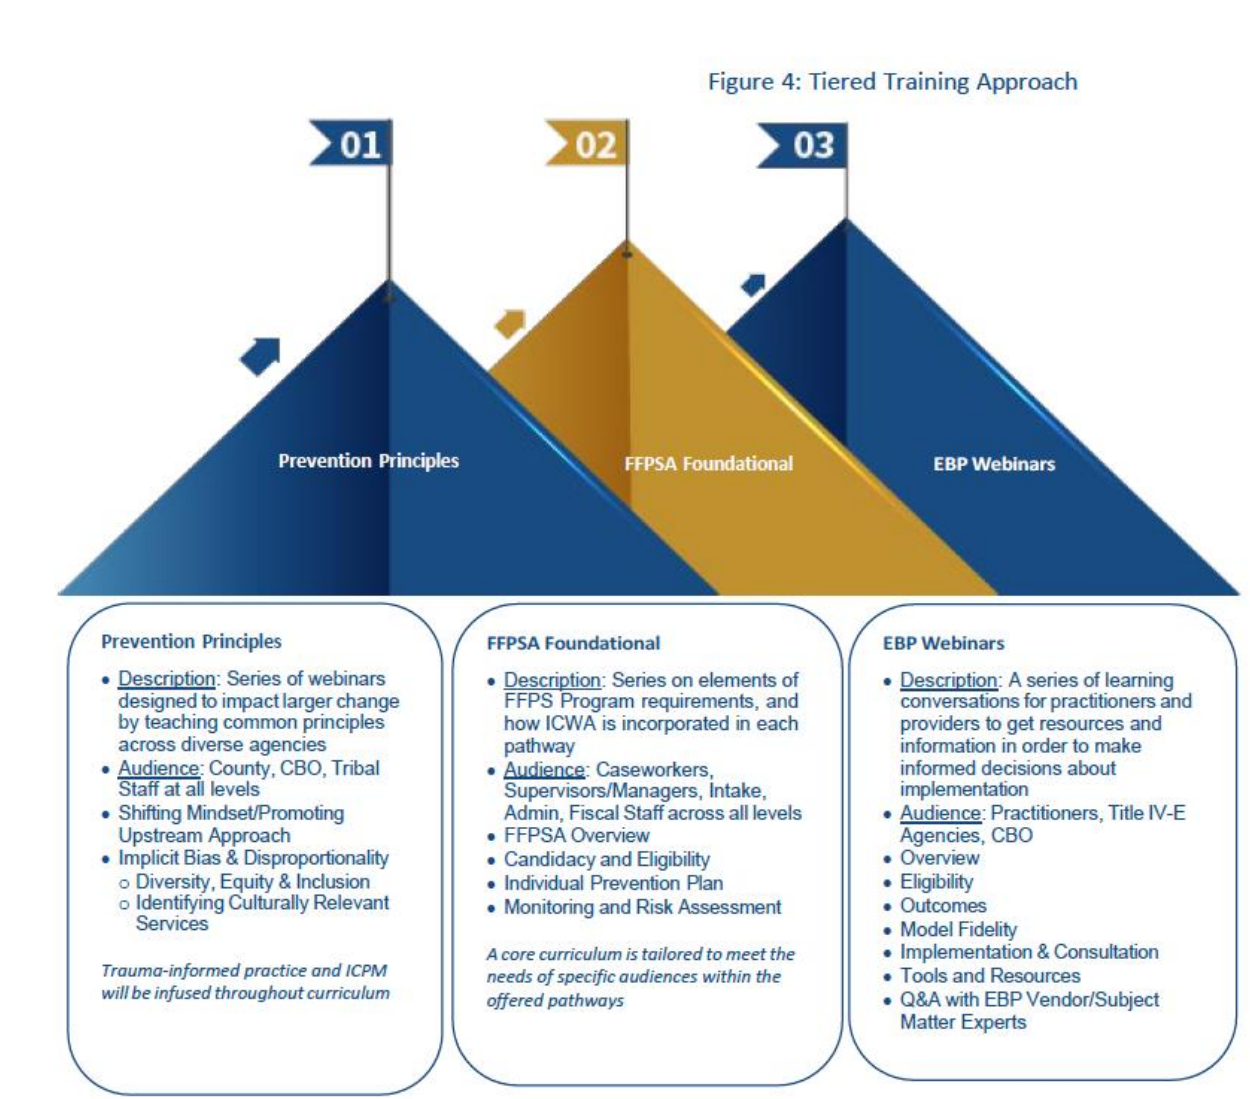 Figure 4: Tiered Training Approach
01
02
03
Prevention Principles
FFPSA Foundational
EBP Webinars
Prevention Principles
• Description: Series of webinars
designed to impact larger change
by teaching common principles
across diverse agencies
• Audience: County, CBO, Tribal
Staff at all levels
• Shifting Mindset/Promoting
Upstream Approach
• Implicit Bias & Disproportionality
o Diversity, Equity & Inclusion
o Identifying Culturally Relevant
Services
Trauma-informed practice and ICPM
will be infused throughout curriculum
FFPSA Foundational
• Description: Series on elements of
FFPS Program requirements, and
how ICWA is incorporated in each
pathway
• Audience: Caseworkers,
Supervisors/Managers, Intake,
Admin, Fiscal Staff across all levels
• FFPSA Overview
• Candidacy and Eligibility
• Individual Prevention Plan
• Monitoring and Risk Assessment
A core curriculum is tailored to meet the
needs of specific audiences within the
offered pathways
EBP Webinars
• Description: A series of learning
conversations for practitioners and
providers to get resources and
information in order to make
informed decisions about
implementation
• Audience: Practitioners, Title IV-E
Agencies, CBO
• Overview
• Eligibility
• Outcomes
• Model Fidelity
• Implementation & Consultation
• Tools and Resources
• Q&A with EBP Vendor/Subject
Matter Experts